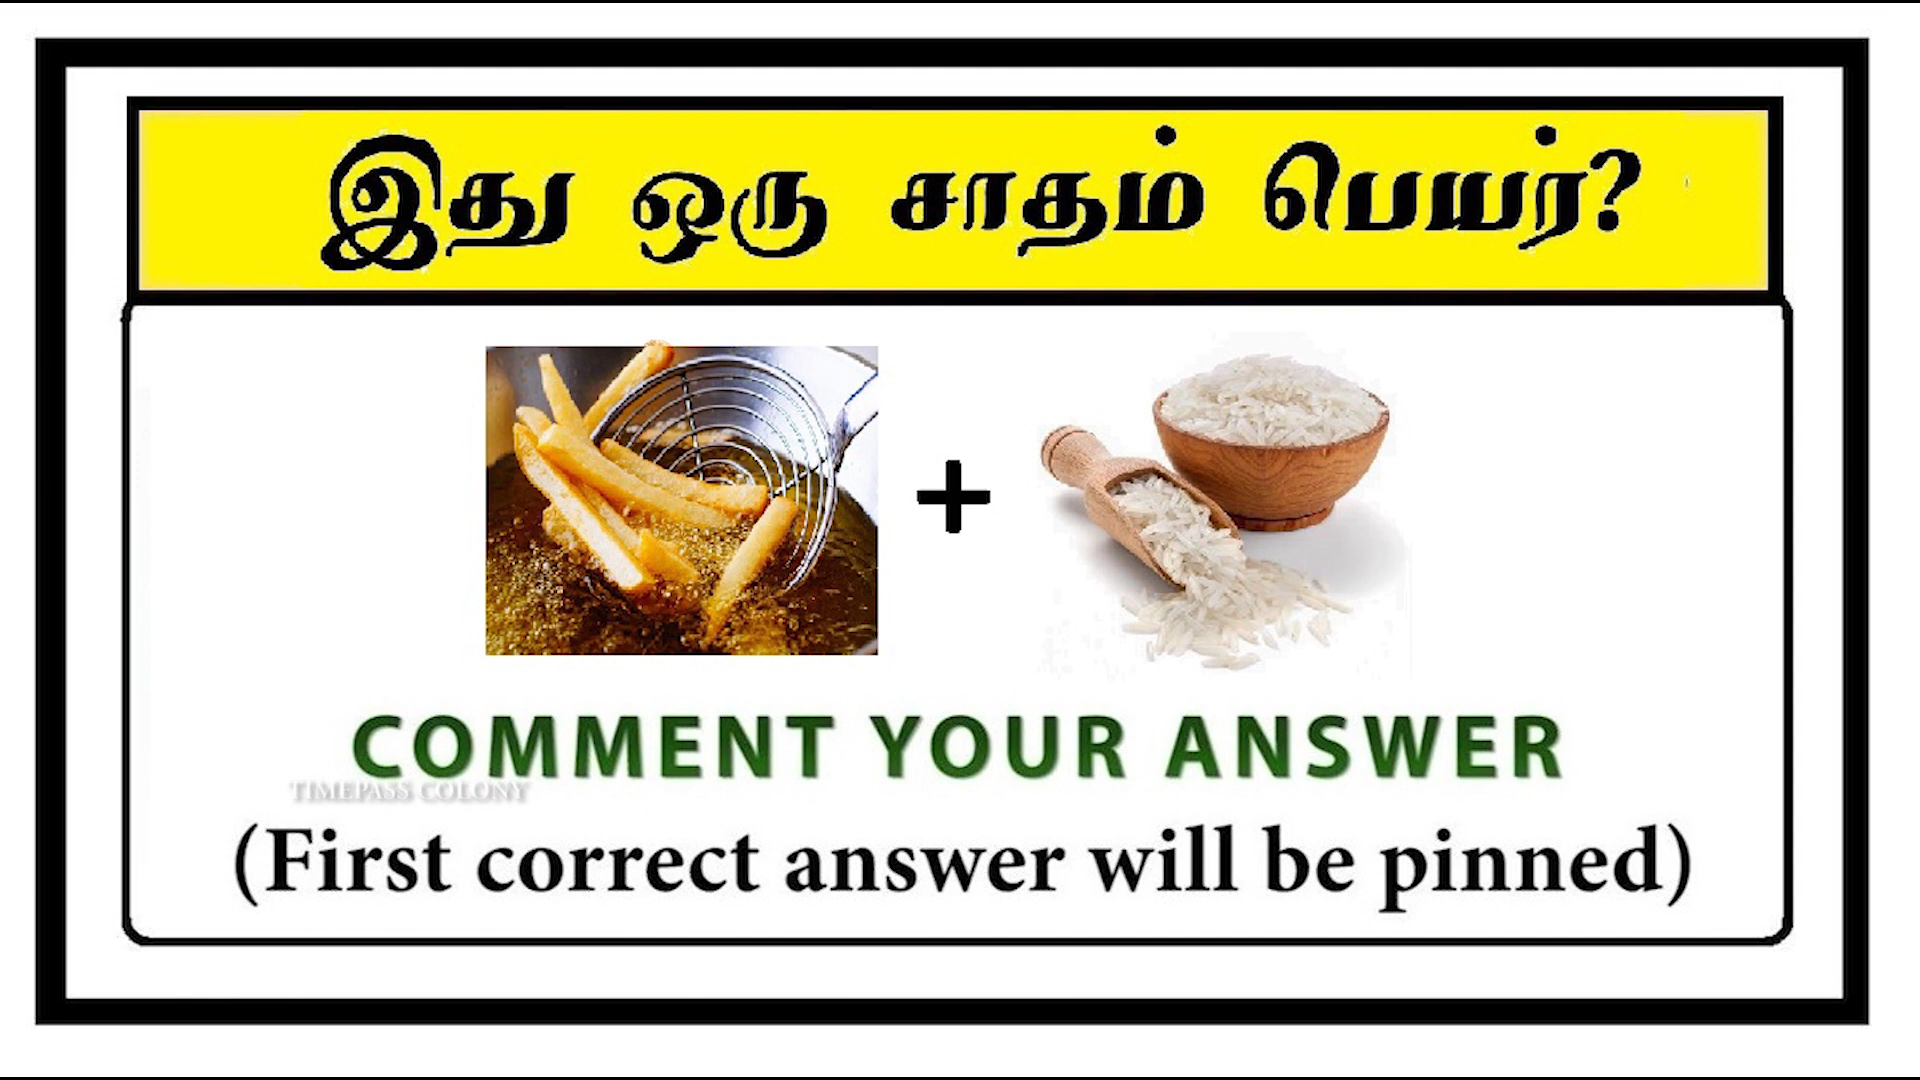 இது ஒரு சாதம் பெயர்?
+
COMMENT YOUR ANSWER
TIMEPASS COLONY
(First correct answer will be pinned)